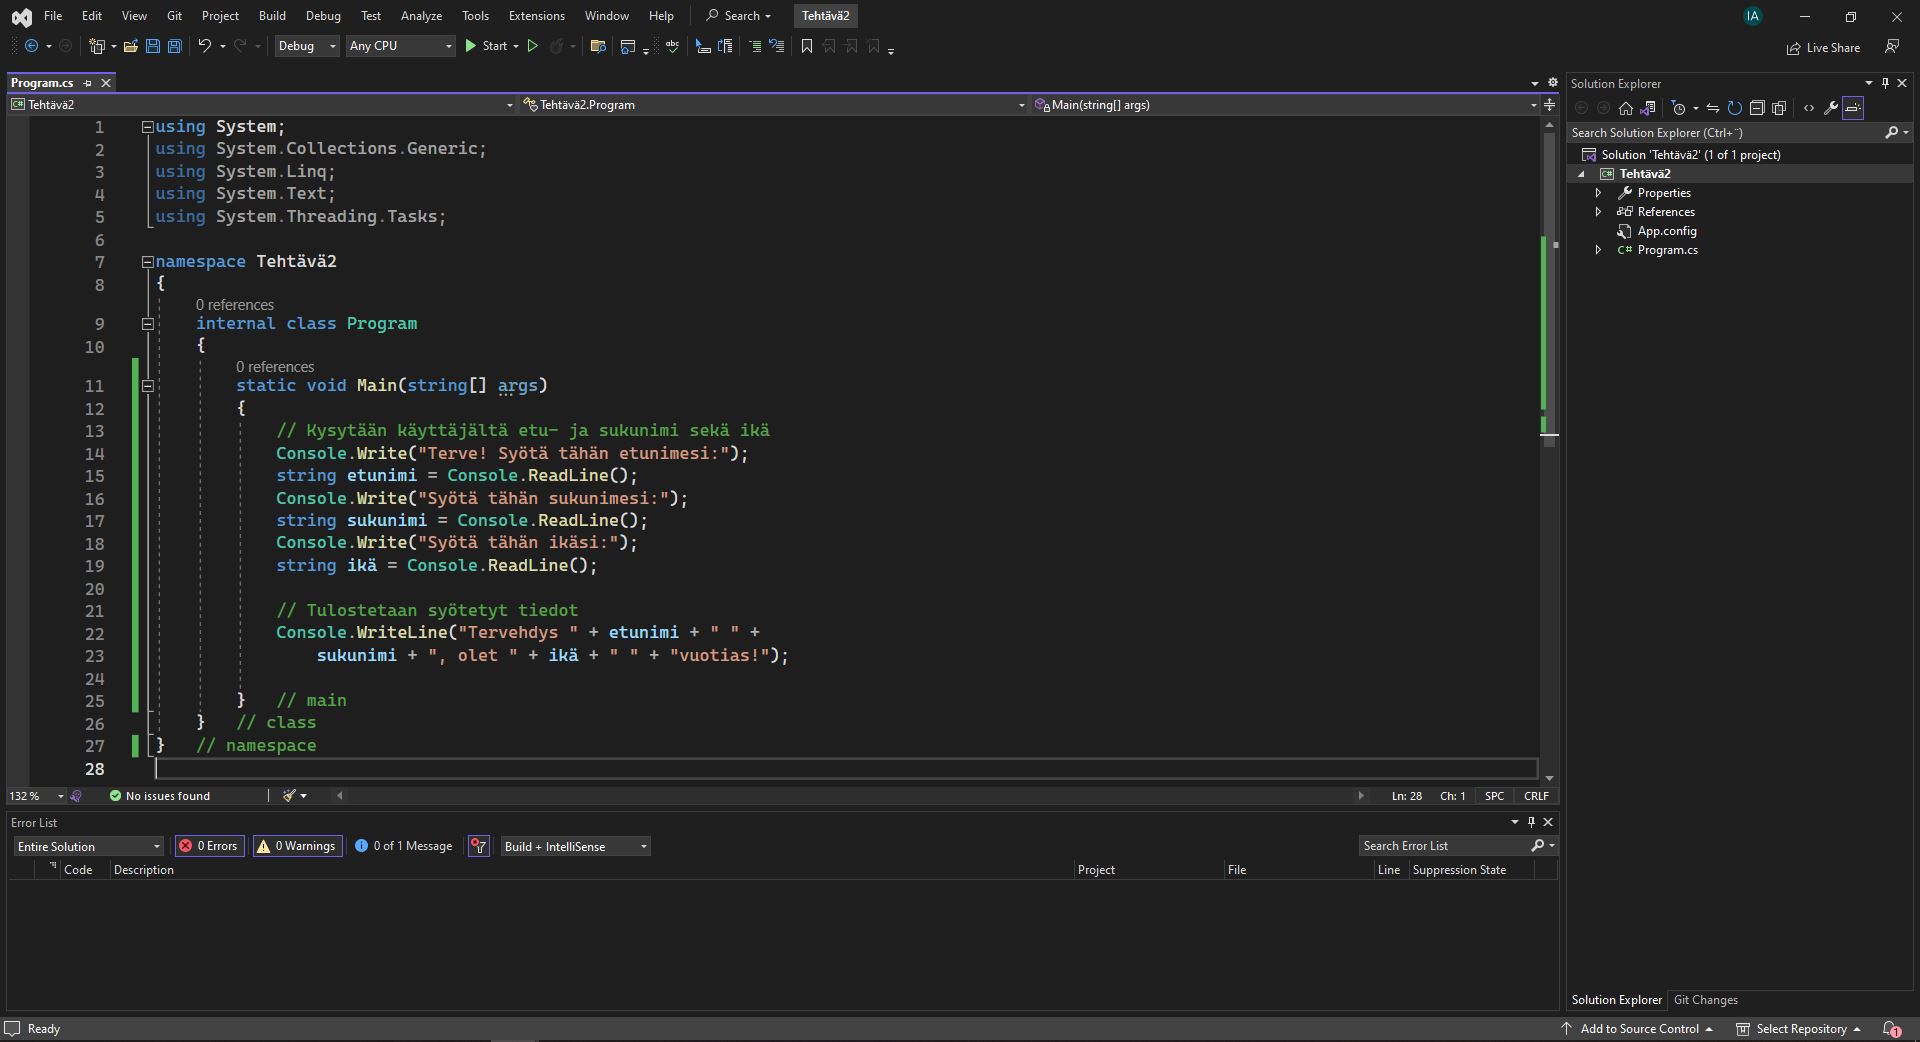 File Edit View Git Project Build Debug Test Analyze Tools Extensions Window Help Search Tehtävä2 IA
Debug Any CPU Start Live Share
Program.cs
Tehtävä2 Tehtävä2.Program Main(string[] args)
1 using System;
2 using System.Collections.Generic;
3 using System.Linq;
4 using System.Text;
5 using System.Threading.Tasks;
6
7 namespace Tehtävä2
8 {
0 references
9 internal class Program
10 {
0 references
11 static void Main(string[] args)
12 {
13 // Kysytään käyttäjältä etu- ja sukunimi sekä ikä
14 Console.Write("Terve! Syötä tähän etunimesi:");
15 string etunimi = Console.ReadLine();
16 Console.Write("Syötä tähän sukunimesi:");
17 string sukunimi = Console.ReadLine();
18 Console.Write("Syötä tähän ikäsi:");
19 string ikä = Console.ReadLine();
20
21 // Tulostetaan syötetyt tiedot
22 Console.WriteLine("Tervehdys " + etunimi + " " +
23 sukunimi + ", olet " + ikä + " " + "vuotias!");
24
25 } // main
26 } // class
27 } // namespace
28
132 % No issues found Ln: 28 Ch: 1 SPC CRLF
Error List
Entire Solution 0 Errors 0 Warnings 0 of 1 Message Build + IntelliSense Search Error List
Code Description Project File Line Suppression State
Solution Explorer
Search Solution Explorer (Ctrl+¨)
Solution 'Tehtävä2' (1 of 1 project)
Tehtävä2
Properties
References
App.config
Program.cs
Solution Explorer Git Changes
Ready Add to Source Control Select Repository 1